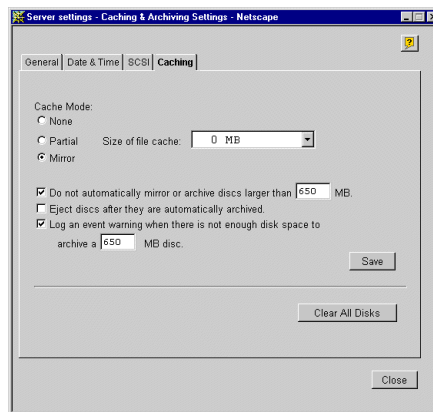 Server settings - Caching & Archiving Settings - Netscape
?
General Date & Time SCSI Caching
Cache Mode:
None
Partial Size of file cache: 0 MB
Mirror
Do not automatically mirror or archive discs larger than 650 MB.
Eject discs after they are automatically archived.
Log an event warning when there is not enough disk space to
archive a 650 MB disc.
Save
Clear All Disks
Close